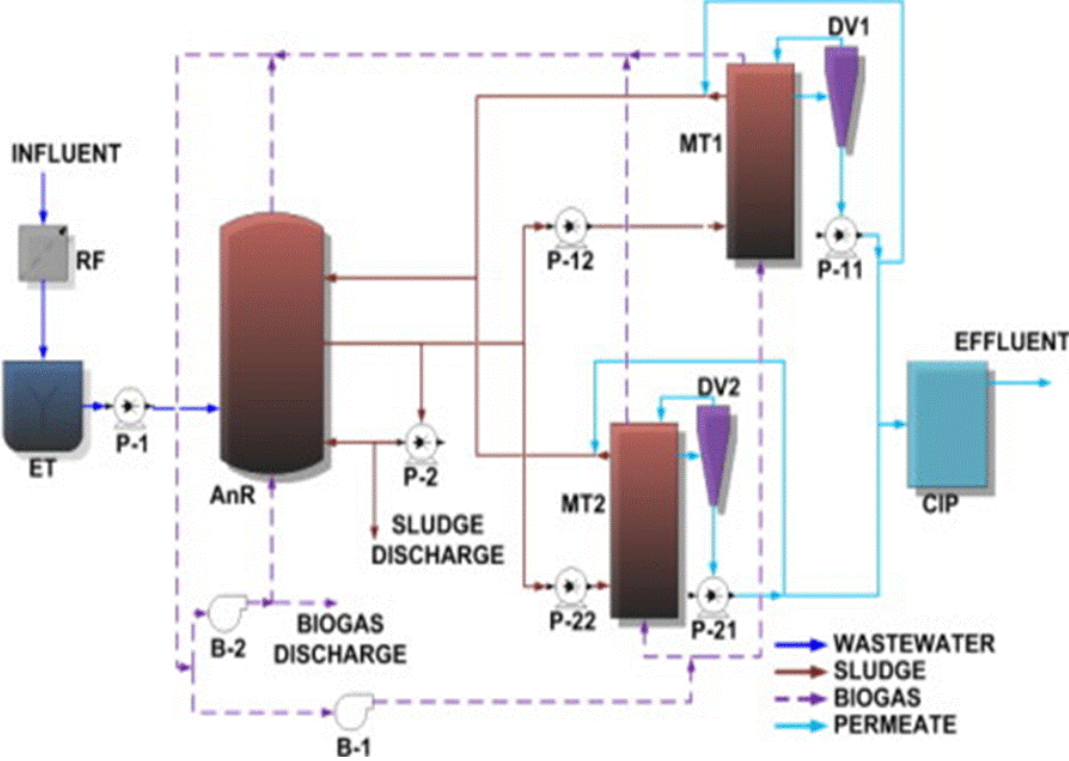 DV1
MT1
INFLUENT
RF
P-12
P-11
EFFLUENT
DV2
P-1
ET
P-2
AnR
MT2
CIP
SLUDGE
DISCHARGE
P-22
P-21
B-2
BIOGAS
DISCHARGE
B-1
WASTEWATER
SLUDGE
BIOGAS
PERMEATE